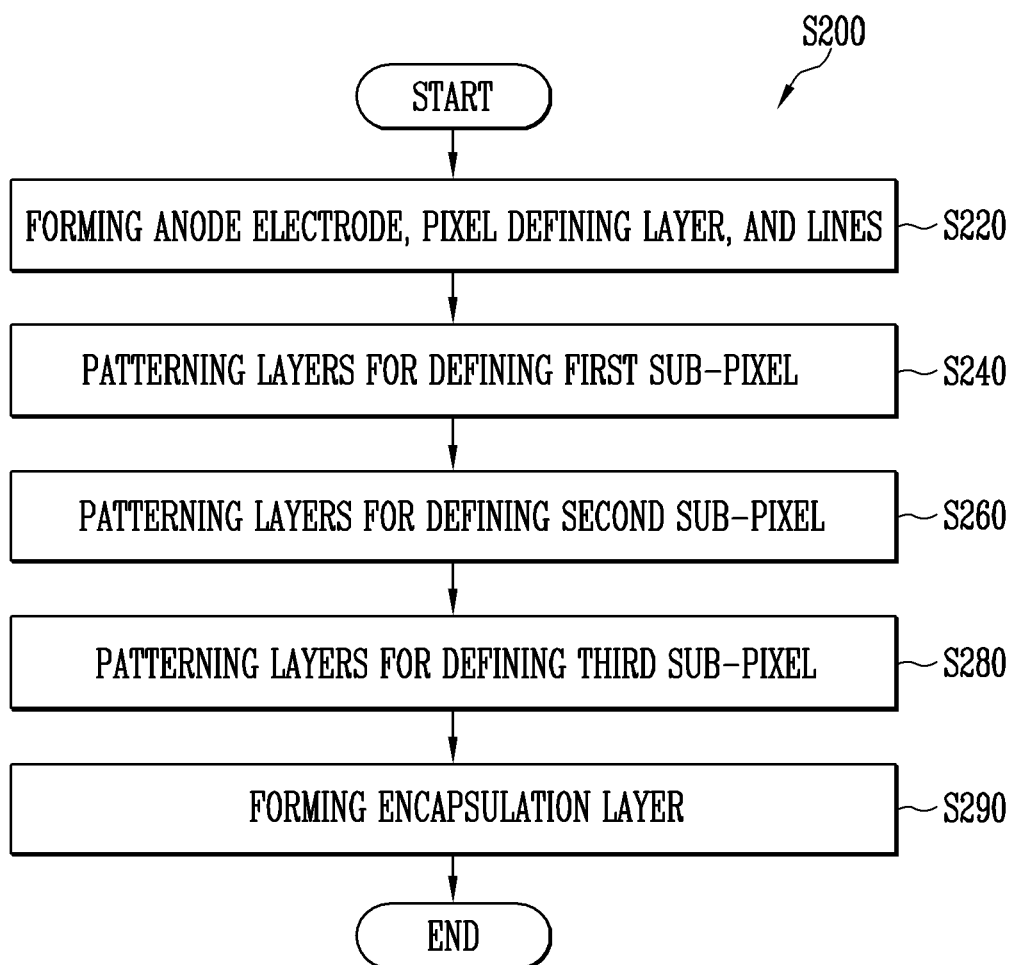 S200
START
FORMING ANODE ELECTRODE, PIXEL DEFINING LAYER, AND LINES
S220
PATTERNING LAYERS FOR DEFINING FIRST SUB-PIXEL
S240
PATTERNING LAYERS FOR DEFINING SECOND SUB-PIXEL
S260
PATTERNING LAYERS FOR DEFINING THIRD SUB-PIXEL
S280
FORMING ENCAPSULATION LAYER
S290
END